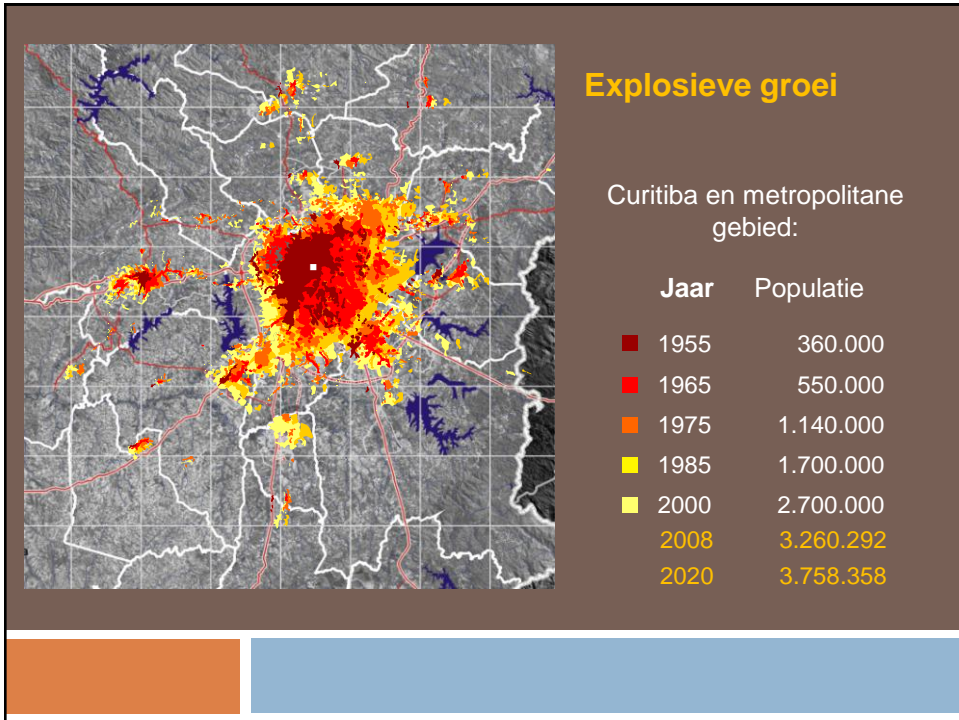 Explosieve groei
Curitiba en metropolitane
gebied:
Jaar Populatie
1955 360.000
1965 550.000
1975 1.140.000
1985 1.700.000
2000 2.700.000
2008 3.260.292
2020 3.758.358